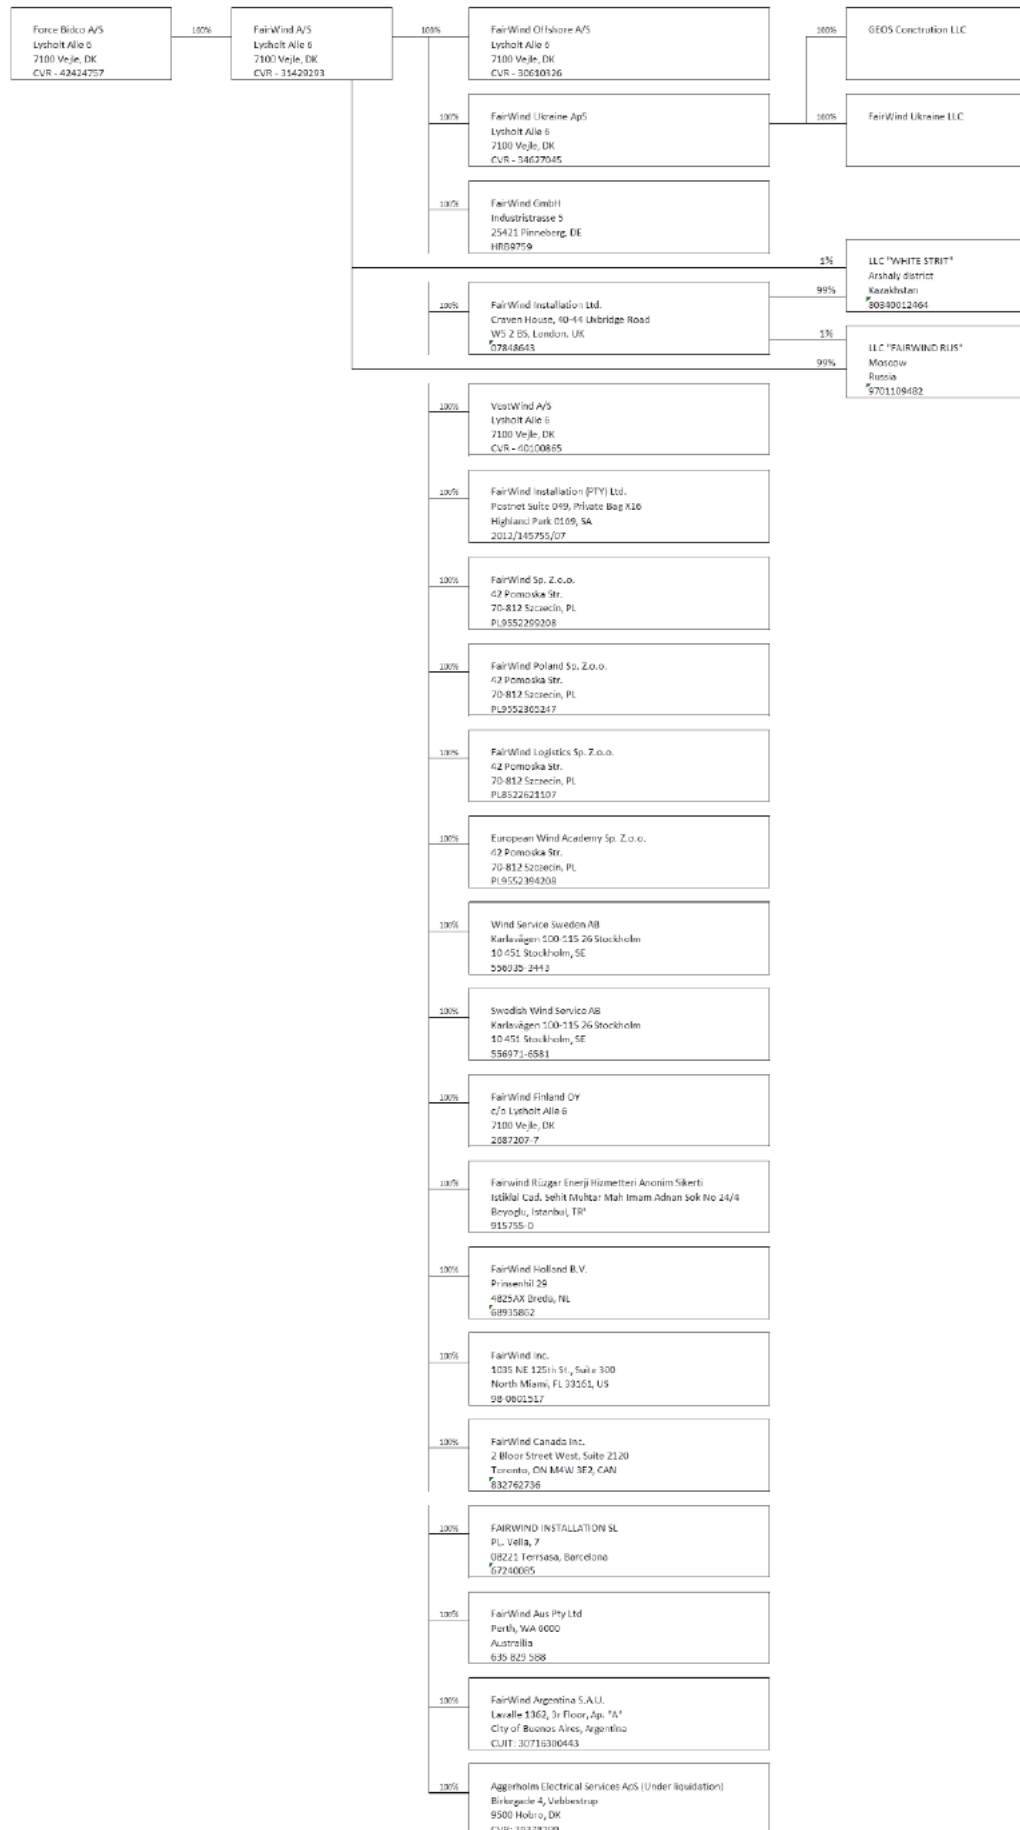 Force Bidco A/S
Lysholt Alle 6
7100 Vejle, DK
CVR - 42424757
100%
FairWind A/S
Lysholt Alle 6
7100 Vejle, DK
CVR - 31429293
100%
FairWind Offshore A/S
Lysholt Alle 6
7100 Vejle, DK
CVR - 30610326
100%
GEOS Conctrution LLC
100%
FairWind Ukraine ApS
Lysholt Alle 6
7100 Vejle, DK
CVR - 34627045
100%
FairWind Ukraine LLC
100%
FairWind GmbH
Industristrasse 5
25421 Pinneberg, DE
HRB9759
1%
99%
LLC "WHITE STRIT"
Arshaly district
Kazakhstan
80340012464
100%
FairWind Installation Ltd.
Craven House, 40-44 Uxbridge Road
W5 2 BS, London, UK
07848643
1%
99%
LLC "FAIRWIND RUS"
Moscow
Russia
9701109482
100%
VestWind A/S
Lysholt Alle 6
7100 Vejle, DK
CVR - 40100865
100%
FairWind Installation (PTY) Ltd.
Postnet Suite 049, Private Bag X16
Highland Park 0169, SA
2012/145755/07
100%
FairWind Sp. Z.o.o.
42 Pomoska Str.
70-812 Szczecin, PL
PL9552299208
100%
FairWind Poland Sp. Z.o.o.
42 Pomoska Str.
70-812 Szczecin, PL
PL9552365247
100%
FairWind Logistics Sp. Z.o.o.
42 Pomoska Str.
70-812 Szczecin, PL
PL8522621107
100%
European Wind Academy Sp. Z.o.o.
42 Pomoska Str.
70-812 Szczecin, PL
PL9552394208
100%
Wind Service Sweden AB
Karlavägen 100-115 26 Stockholm
10 451 Stockholm, SE
556935-3443
100%
Swedish Wind Service AB
Karlavägen 100-115 26 Stockholm
10 451 Stockholm, SE
556971-6581
100%
FairWind Finland OY
c/o Lysholt Alle 6
7100 Vejle, DK
2687207-7
100%
Fairwind Rüzgar Enerji Hizmetteri Anonim Sikerti
Istiklal Cad. Sehit Muhtar Mah Imam Adnan Sok No 24/4
Beyoglu, Istanbul, TR'
915755-0
100%
FairWind Holland B.V.
Prinsenhil 29
4825AX Breda, NL
68935862
100%
FairWind Inc.
1035 NE 125th St., Suite 300
North Miami, FL 33161, US
98-0601517
100%
FairWind Canada Inc.
2 Bloor Street West, Suite 2120
Toronto, ON M4W 3E2, CAN
832762736
100%
FAIRWIND INSTALLATION SL
PL. Vella, 7
08221 Terrsasa, Barcelona
67240085
100%
FairWind Aus Pty Ltd
Perth, WA 6000
Australlia
635 829 588
100%
FairWind Argentina S.A.U.
Lavalle 1362, 3r Floor, Ap. "A"
City of Buenos Aires, Argentina
CUIT: 30716300443
100%
Aggerholm Electrical Services ApS (Under liquidation)
Birkegade 4, Vebbestrup
9500 Hobro, DK